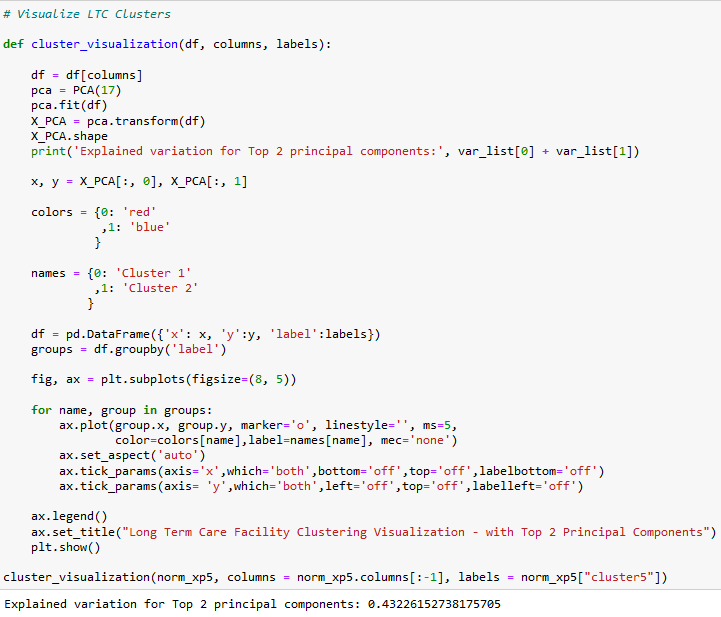 # Visualize LTC Clusters
def cluster_visualization(df, columns, labels):
    df = df[columns]
    pca = PCA(17)
    pca.fit(df)
    X_PCA = pca.transform(df)
    X_PCA.shape
    print('Explained variation for Top 2 principal components:', var_list[0] + var_list[1])
    x, y = X_PCA[:, 0], X_PCA[:, 1]
    colors = {0: 'red'
              ,1: 'blue'
             }
    names = {0: 'Cluster 1'
             ,1: 'Cluster 2'
            }
    df = pd.DataFrame({'x': x, 'y':y, 'label':labels})
    groups = df.groupby('label')
    fig, ax = plt.subplots(figsize=(8, 5))
    for name, group in groups:
        ax.plot(group.x, group.y, marker='o', linestyle='', ms=5,
                color=colors[name],label=names[name], mec='none')
        ax.set_aspect('auto')
        ax.tick_params(axis='x',which='both',bottom='off',top='off',labelbottom='off')
        ax.tick_params(axis= 'y',which='both',left='off',top='off',labelleft='off')
    ax.legend()
    ax.set_title("Long Term Care Facility Clustering Visualization - with Top 2 Principal Components")
    plt.show()
cluster_visualization(norm_xp5, columns = norm_xp5.columns[:-1], labels = norm_xp5["cluster5"])
Explained variation for Top 2 principal components: 0.43226152738175705